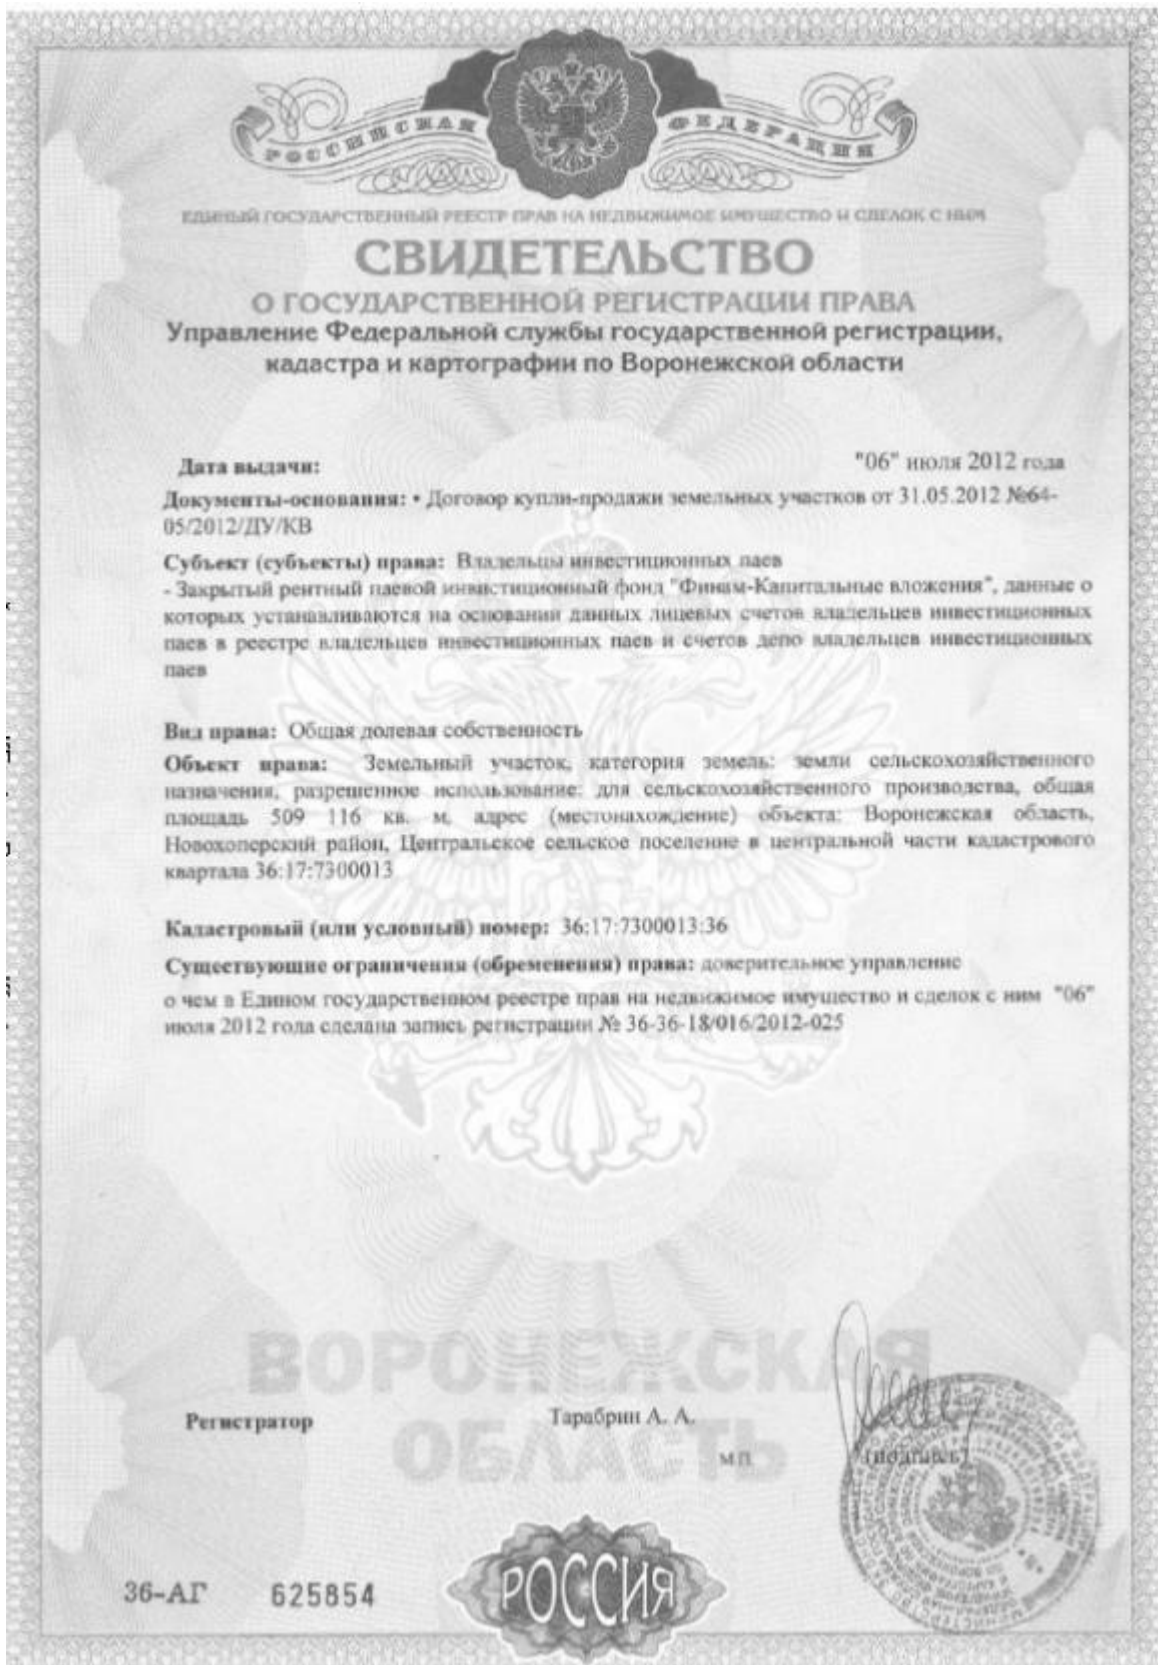 РОССИЙСКАЯ ФЕДЕРАЦИЯ
ЕДИНЫЙ ГОСУДАРСТВЕННЫЙ РЕЕСТР ПРАВ НА НЕДВИЖИМОЕ ИМУЩЕСТВО И СДЕЛОК С НИМ
СВИДЕТЕЛЬСТВО
О ГОСУДАРСТВЕННОЙ РЕГИСТРАЦИИ ПРАВА
Управление Федеральной службы государственной регистрации,
кадастра и картографии по Воронежской области
Дата выдачи: "06" июля 2012 года
Документы-основания: • Договор купли-продажи земельных участков от 31.05.2012 №64-
05/2012/ДУ/КВ
Субъект (субъекты) права: Владельцы инвестиционных паев
- Закрытый рентный паевой инвистиционный фонд "Финам-Капитальные вложения", данные о
которых устанавливаются на основании данных лицевых счетов владельцев инвестиционных
паев в реестре владельцев инвестиционных паев и счетов депо владельцев инвестиционных
паев
Вид права: Общая долевая собственность
Объект права: Земельный участок, категория земель: земли сельскохозяйственного
назначения, разрешенное использование: для сельскохозяйственного производства, общая
площадь 509 116 кв. м, адрес (местонахождение) объекта: Воронежская область,
Новохоперский район, Центральское сельское поселение в центральной части кадастрового
квартала 36:17:7300013
Кадастровый (или условный) номер: 36:17:7300013:36
Существующие ограничения (обременения) права: доверительное управление
о чем в Едином государственном реестре прав на недвижимое имущество и сделок с ним "06"
июля 2012 года сделана запись регистрации № 36-36-18/016/2012-025
ВОРОНЕЖСКАЯ
ОБЛАСТЬ
Регистратор Тарабрин А. А.
м.п. (подпись)
36-АГ 625854 РОССИЯ